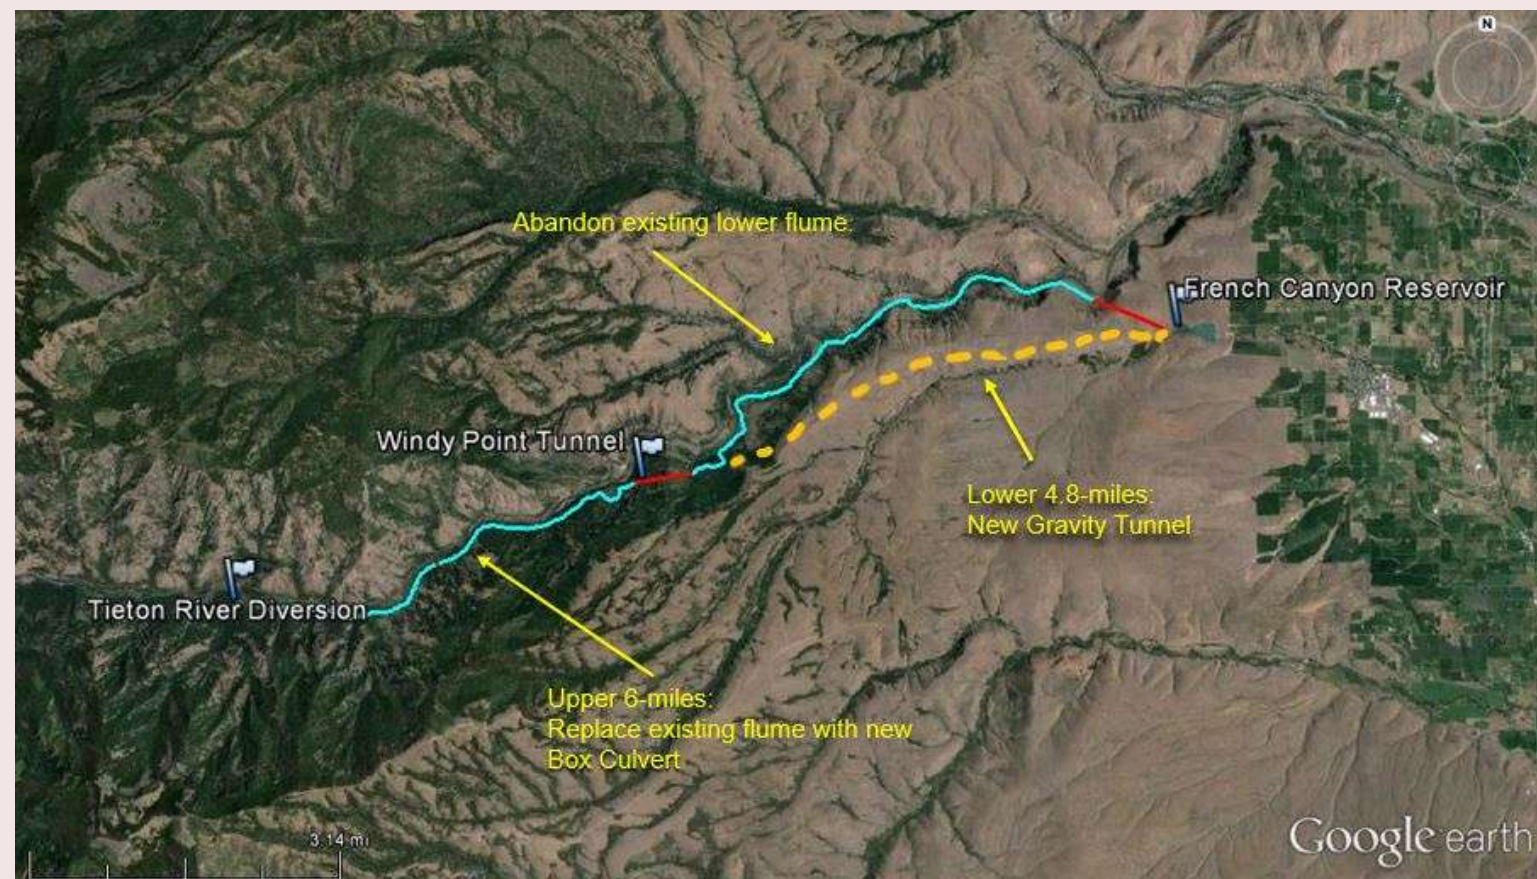 N
Abandon existing lower flume.
French Canyon Reservoir
Windy Point Tunnel
Lower 4.8-miles:
New Gravity Tunnel
Tieton River Diversion
Upper 6-miles:
Replace existing flume with new
Box Culvert
3.14 mi
Google earth